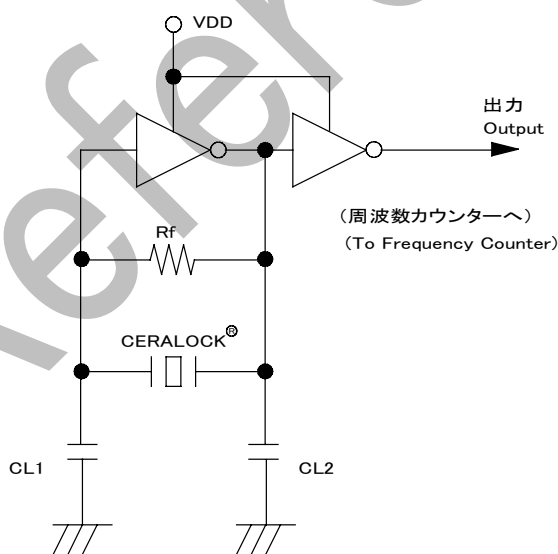 VDD
出力
Output
(周波数カウンターへ)
(To Frequency Counter)
Rf
CERALOCK®
CL1
CL2